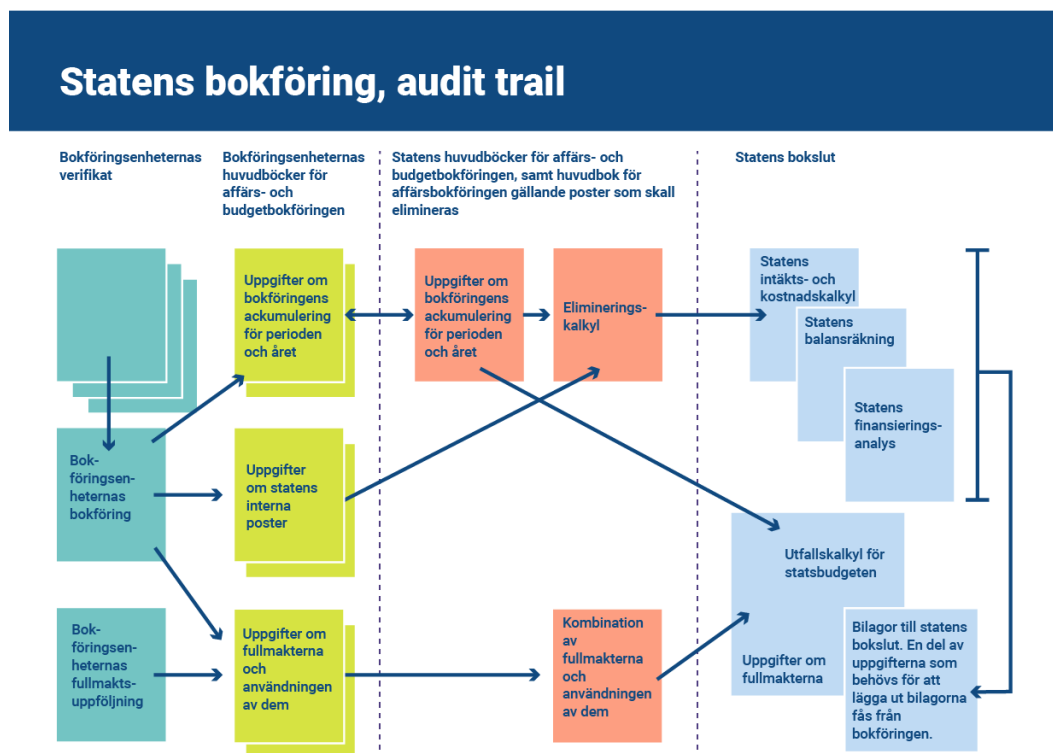 Statens bokföring, audit trail
Bokföringsenheternas
verifikat
Bokföringsenheternas
huvudböcker för
affärs- och
budgetbokföringen
Statens huvudböcker för affärs- och
budgetbokföringen, samt huvudbok för
affärsbokföringen gällande poster som skall
elimineras
Statens bokslut
Uppgifter om
bokföringens
ackumulering
för perioden
och året
Uppgifter om
bokföringens
ackumulering
för perioden
och året
Eliminerings-
kalkyl
Statens
intäkts- och
kostnadskalkyl
Statens
balansräkning
Statens
finansierings-
analys
Bok-
föringsen-
heternas
bokföring
Uppgifter
om statens
interna
poster
Utfallskalkyl för
statsbudgeten
Bok-
föringsen-
heternas
fullmakts-
uppföljning
Uppgifter om
fullmakterna
och
användningen
av dem
Kombination
av
fullmakterna
och
användningen
av dem
Uppgifter om
fullmakterna
Bilagor till statens
bokslut. En del av
uppgifterna som
behövs för att
lägga ut bilagorna
fås från
bokföringen.